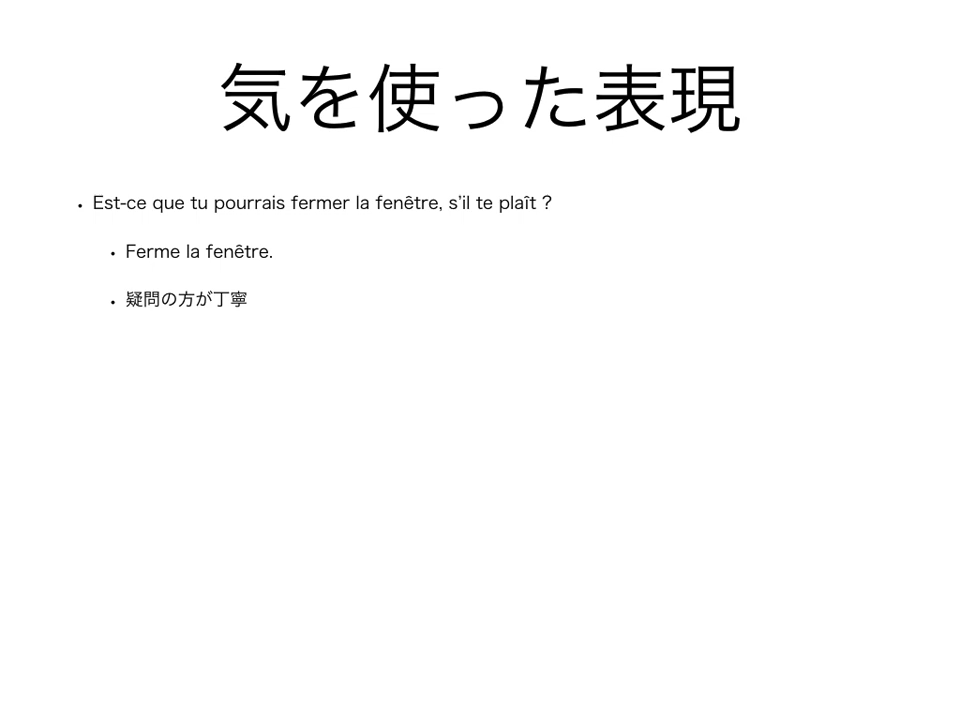 気を使った表現
• Est-ce que tu pourrais fermer la fenêtre, s’il te plaît ?
• Ferme la fenêtre.
• 疑問の方が丁寧